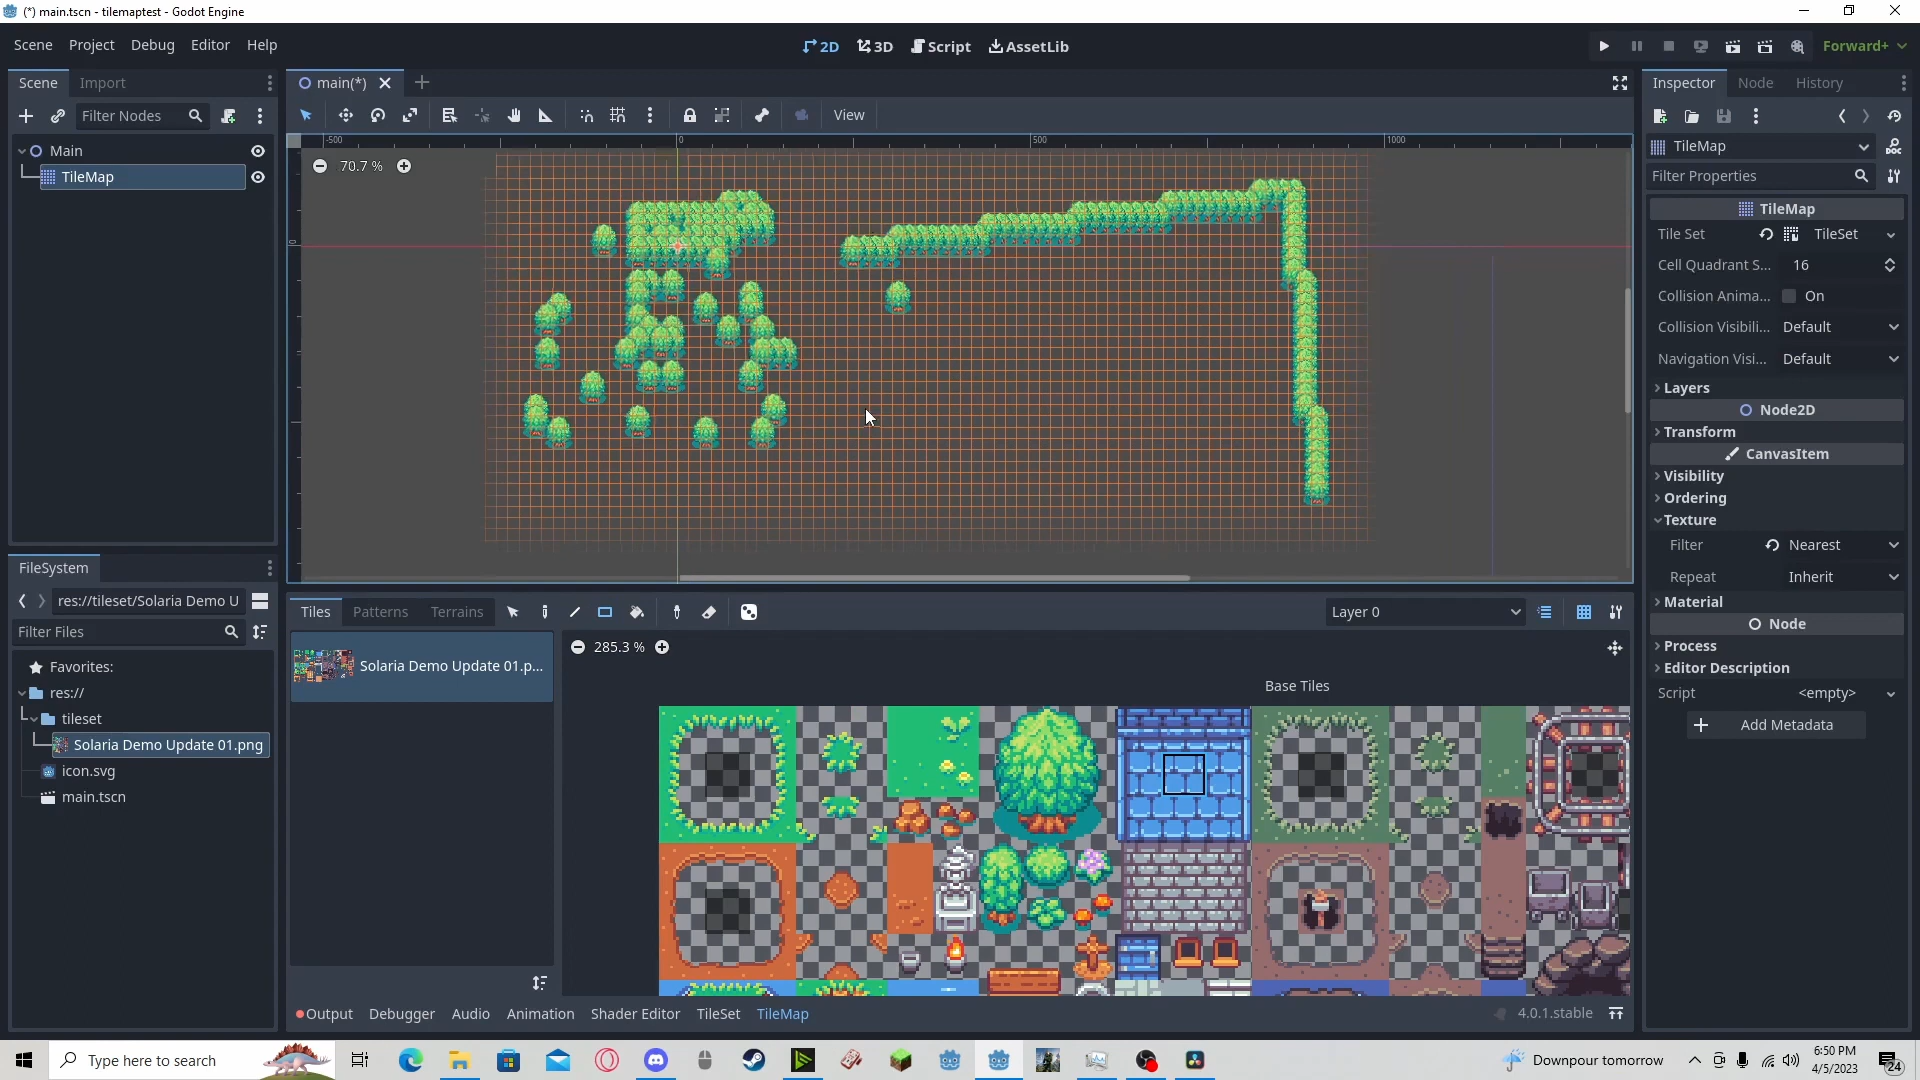 (*) main.tscn - tilemaptest - Godot Engine
Scene Project Debug Editor Help
2D 3D Script AssetLib
Forward+
Scene Import
main(*)
Inspector Node History
Filter Nodes
View
Main
TileMap
-500 0 500 1000
0
70.7 %
TileMap
Filter Properties
TileMap
Tile Set TileSet
Cell Quadrant S... 16
Collision Anima... On
Collision Visibili... Default
Navigation Visi... Default
Layers
Node2D
Transform
CanvasItem
Visibility
Ordering
Texture
Filter Nearest
Repeat Inherit
Material
Node
Process
Editor Description
Script <empty>
Add Metadata
FileSystem
res://tileset/Solaria Demo U
Filter Files
Favorites:
res://
tileset
Solaria Demo Update 01.png
icon.svg
main.tscn
Tiles Patterns Terrains
Layer 0
Solaria Demo Update 01.p...
285.3 %
Base Tiles
Output Debugger Audio Animation Shader Editor TileSet TileMap
4.0.1.stable
Type here to search
Downpour tomorrow
6:50 PM
4/5/2023
24